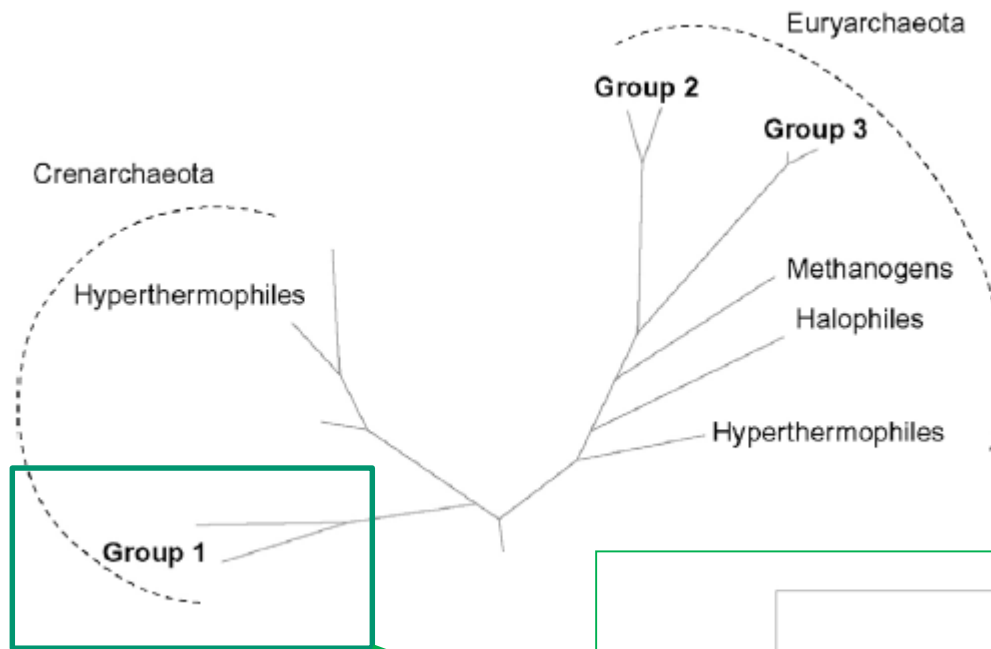 Euryarchaeota
Group 2
Group 3
Crenarchaeota
Methanogens
Hyperthermophiles
Halophiles
Hyperthermophiles
Group 1